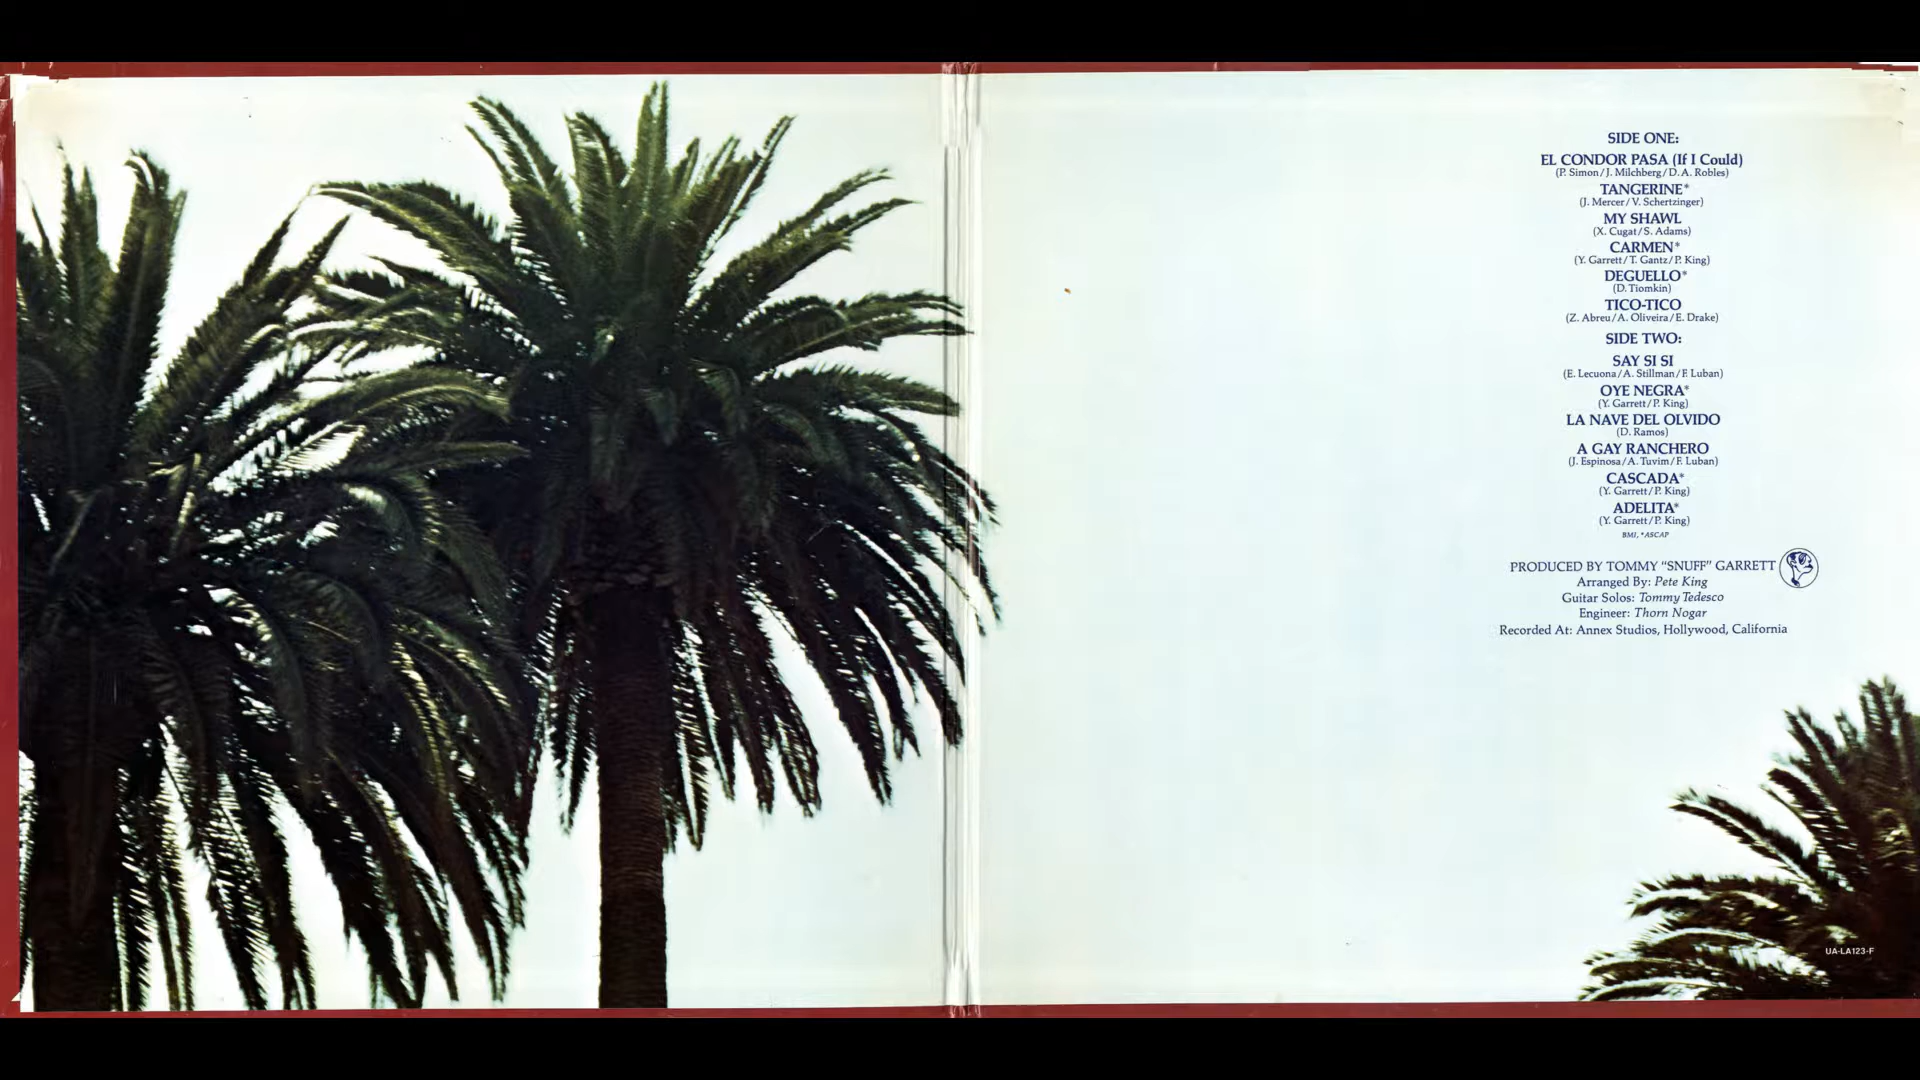 SIDE ONE:
EL CONDOR PASA (If I Could)
(P. Simon/J. Milchberg/D. A. Robles)
TANGERINE*
(J. Mercer/V. Schertzinger)
MY SHAWL
(X. Cugat/S. Adams)
CARMEN*
(Y. Garrett/T. Gantz/P. King)
DEGUELLO*
(D. Tiomkin)
TICO-TICO
(Z. Abreu/A. Oliveira/E. Drake)
SIDE TWO:
SAY SI SI
(E. Lecuona/A. Stillman/F. Luban)
OYE NEGRA*
(Y. Garrett/P. King)
LA NAVE DEL OLVIDO
(D. Ramos)
A GAY RANCHERO
(J. Espinosa/A. Tuvim/F. Luban)
CASCADA*
(Y. Garrett/P. King)
ADELITA*
(Y. Garrett/P. King)
BMI, *ASCAP
PRODUCED BY TOMMY "SNUFF" GARRETT
Arranged By: Pete King
Guitar Solos: Tommy Tedesco
Engineer: Thorn Nogar
Recorded At: Annex Studios, Hollywood, California
UA-LA123-F